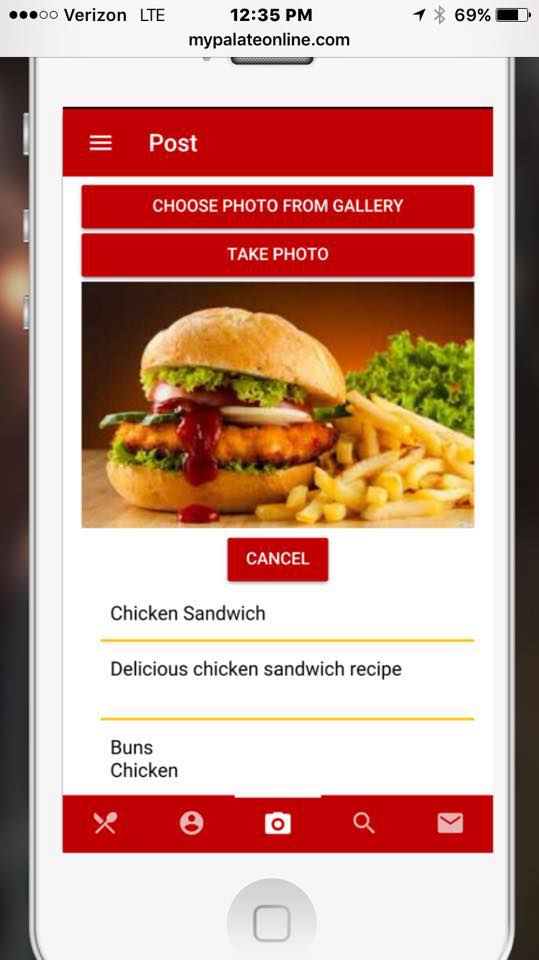 Verizon LTE 12:35 PM 69%
mypalateonline.com
Post
CHOOSE PHOTO FROM GALLERY
TAKE PHOTO
CANCEL
Chicken Sandwich
Delicious chicken sandwich recipe
Buns
Chicken